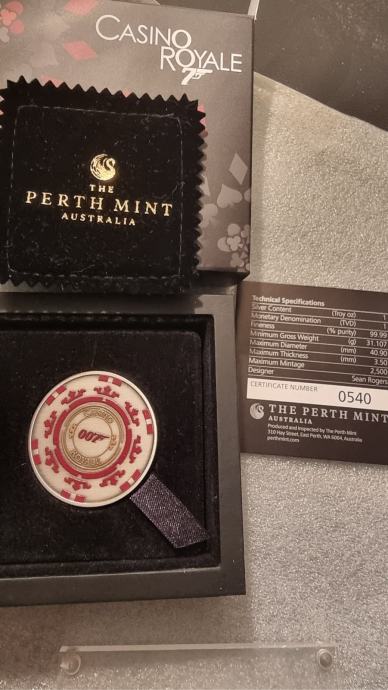 CASINO
ROYALE
007
THE
PERTH MINT
AUSTRALIA
Technical Specifications
Silver Content (Troy oz) 1
Monetary Denomination (TVD) 1
Fineness (% purity) 99.99
Minimum Gross Weight (g) 31.107
Maximum Diameter (mm) 40.90
Maximum Thickness (mm) 3.50
Maximum Mintage 2,500
Designer Sean Rogers
CERTIFICATE NUMBER
0540
THE PERTH MINT
AUSTRALIA
Produced and Inspected by The Perth Mint
310 Hay Street, East Perth, WA 6004, Australia
perthmint.com
CASINO
007
ROYALE